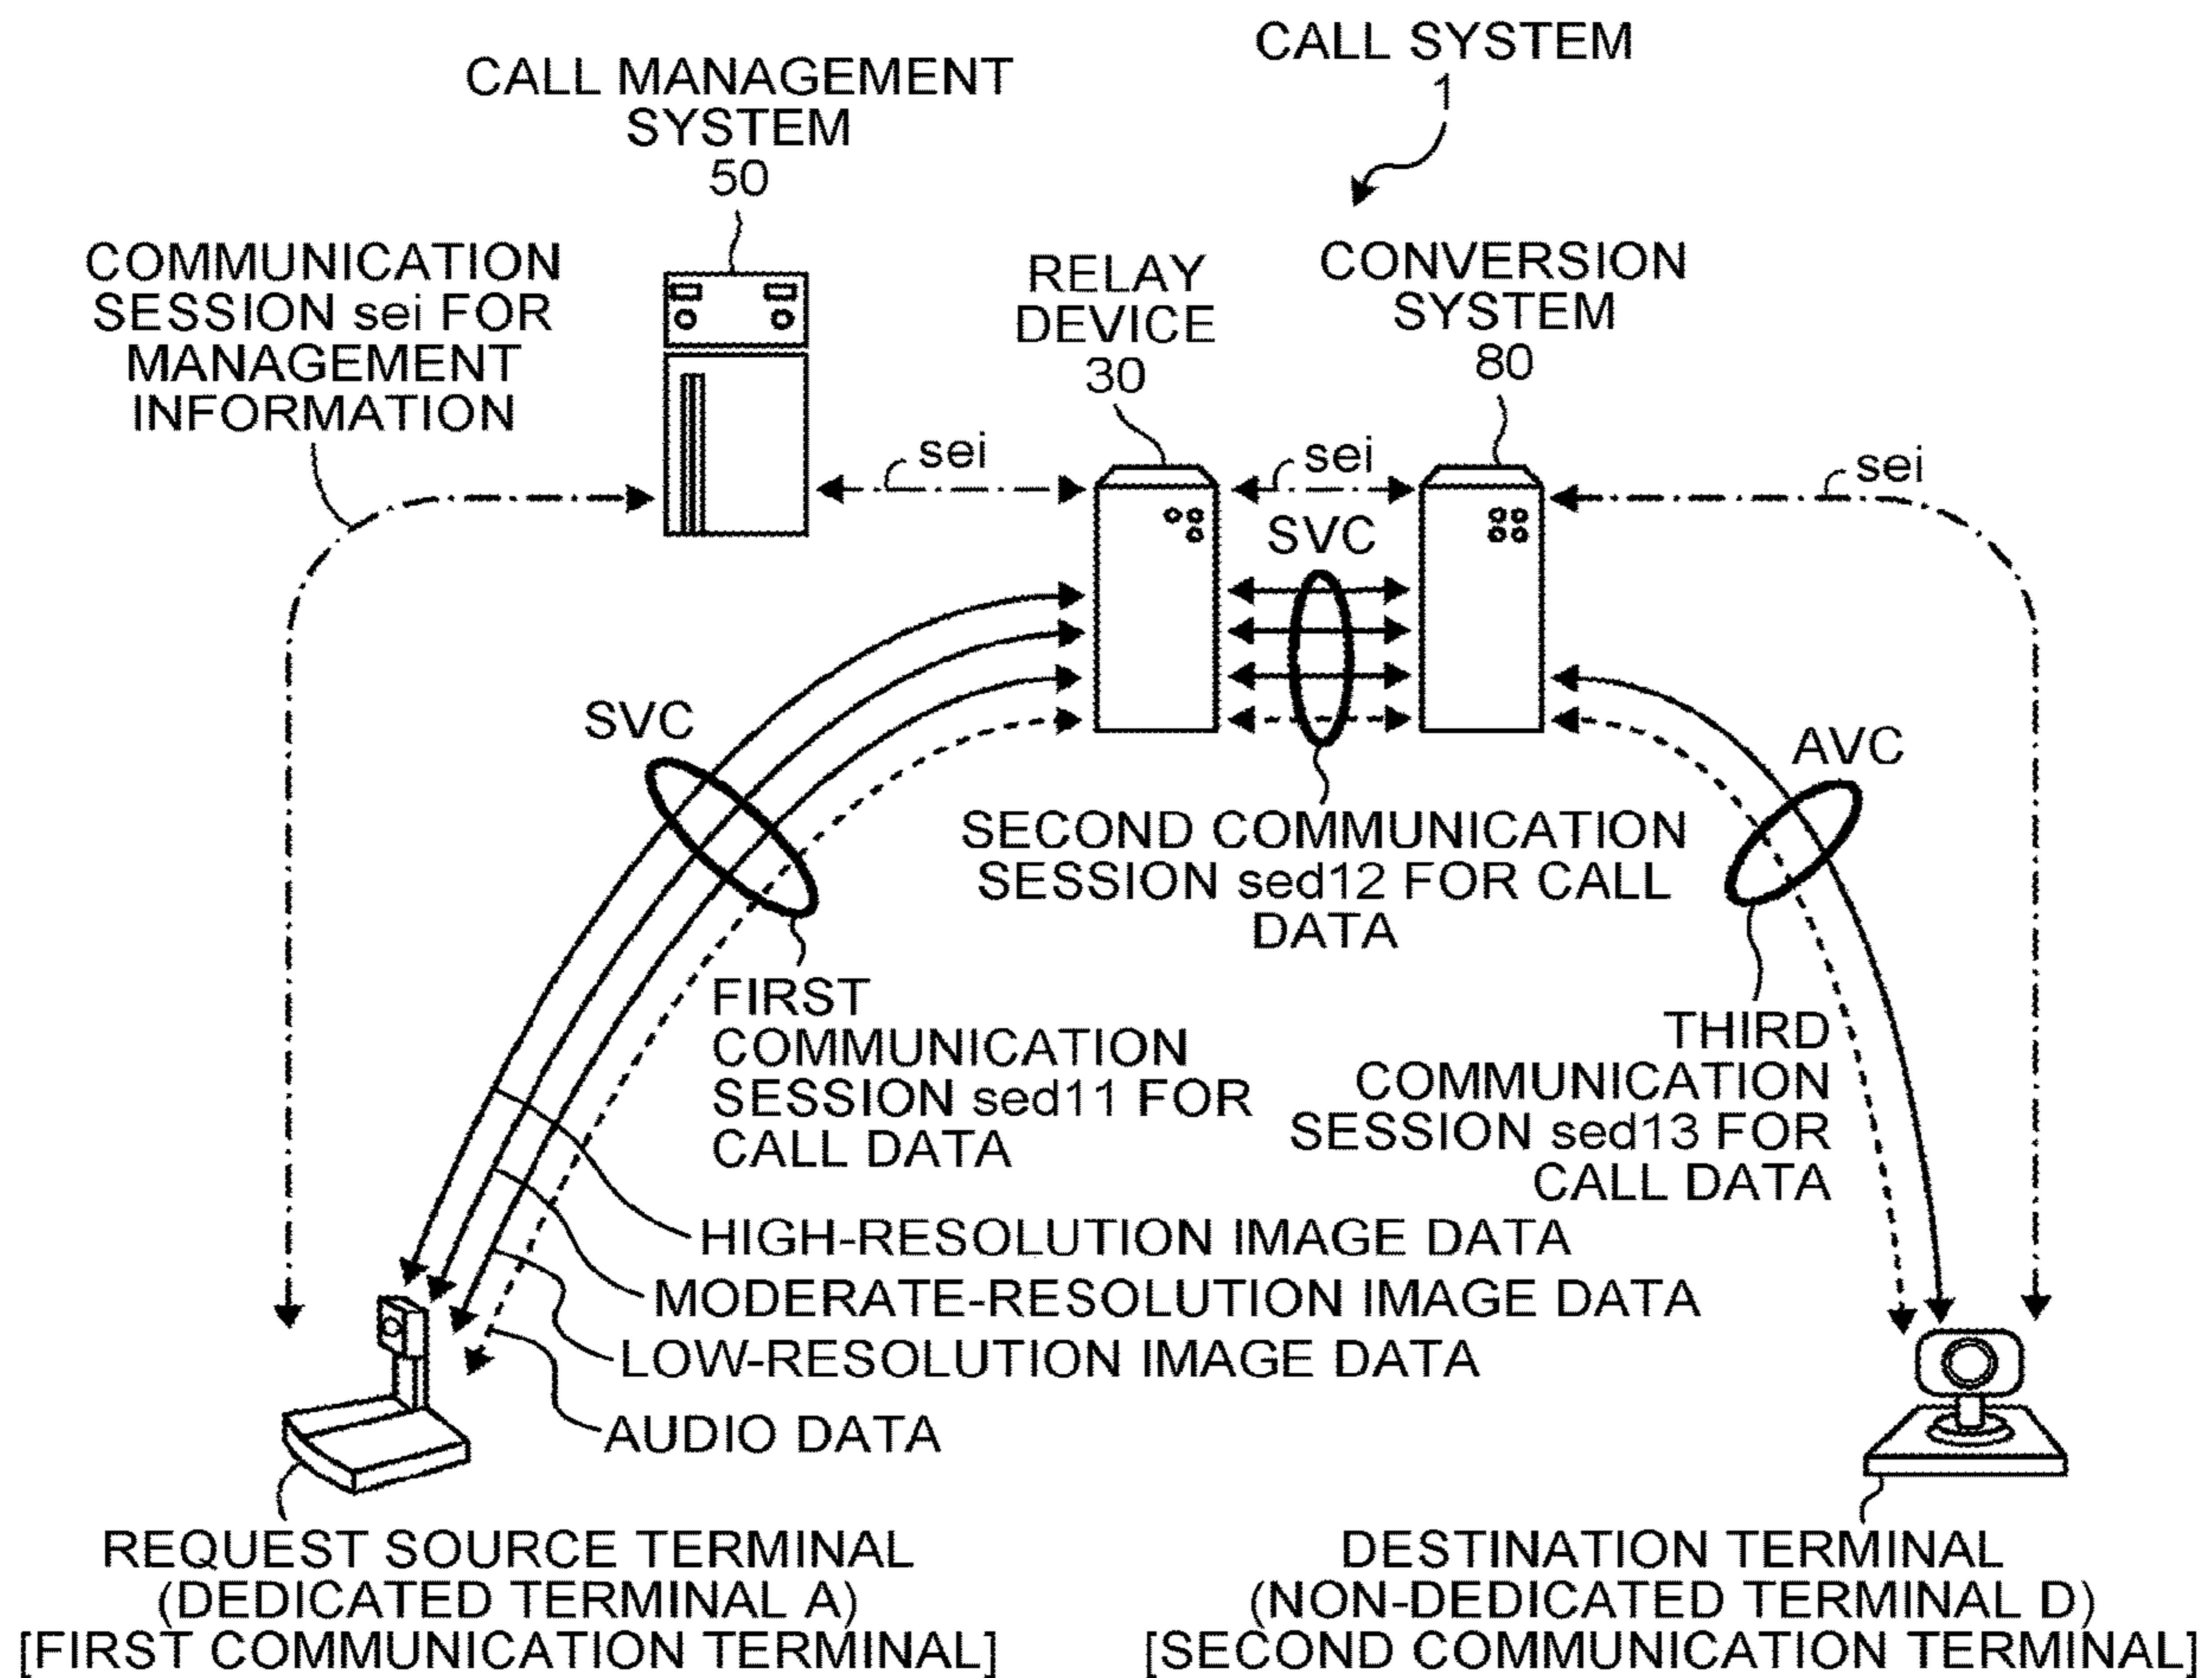 CALL SYSTEM
1
CALL MANAGEMENT
SYSTEM
50
COMMUNICATION
SESSION sei FOR
MANAGEMENT
INFORMATION
RELAY
DEVICE
30
CONVERSION
SYSTEM
80
sei
sei
sei
SVC
SVC
AVC
SECOND COMMUNICATION
SESSION sed12 FOR CALL
DATA
FIRST
COMMUNICATION
SESSION sed11 FOR
CALL DATA
THIRD
COMMUNICATION
SESSION sed13 FOR
CALL DATA
HIGH-RESOLUTION IMAGE DATA
MODERATE-RESOLUTION IMAGE DATA
LOW-RESOLUTION IMAGE DATA
AUDIO DATA
REQUEST SOURCE TERMINAL
(DEDICATED TERMINAL A)
[FIRST COMMUNICATION TERMINAL]
DESTINATION TERMINAL
(NON-DEDICATED TERMINAL D)
[SECOND COMMUNICATION TERMINAL]